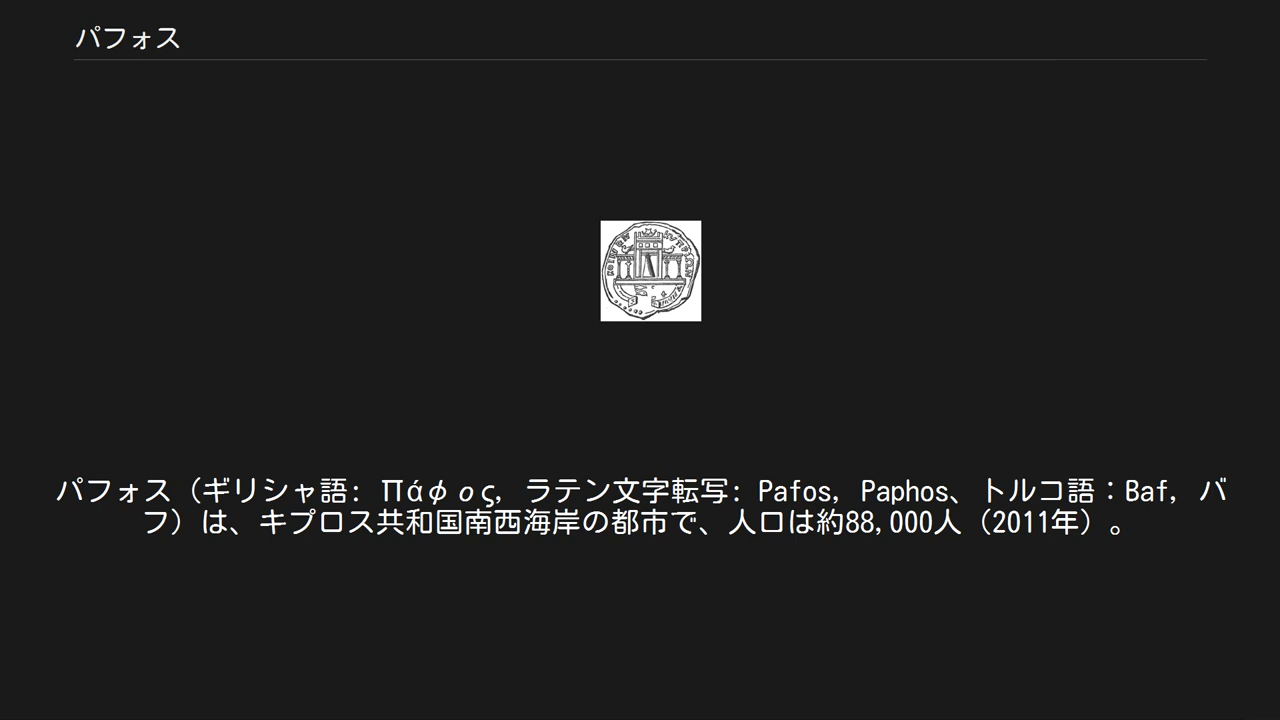 パフォス
パフォス（ギリシャ語: Πάφος, ラテン文字転写: Pafos, Paphos、トルコ語：Baf, バ
フ）は、キプロス共和国南西海岸の都市で、人口は約88,000人（2011年）。